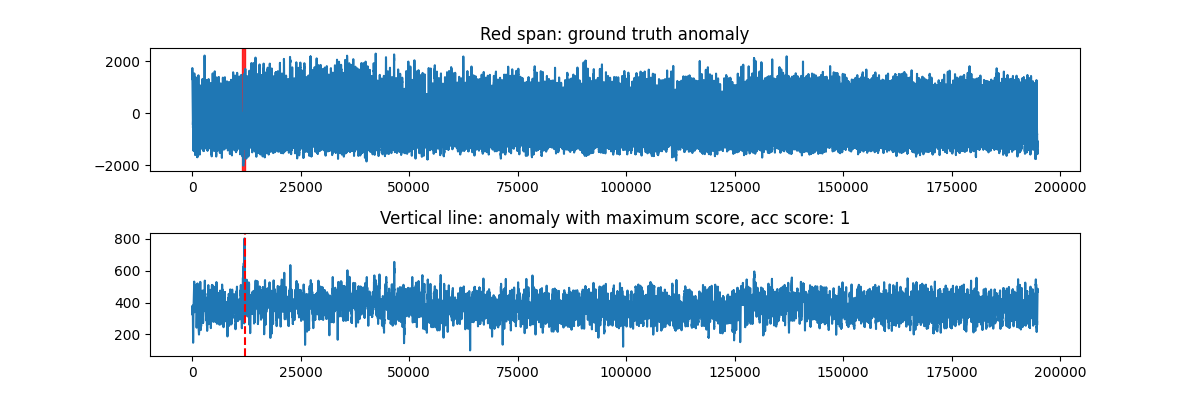 Red span: ground truth anomaly
2000
0
−2000
0 25000 50000 75000 100000 125000 150000 175000 200000
Vertical line: anomaly with maximum score, acc score: 1
800
600
400
200
0 25000 50000 75000 100000 125000 150000 175000 200000